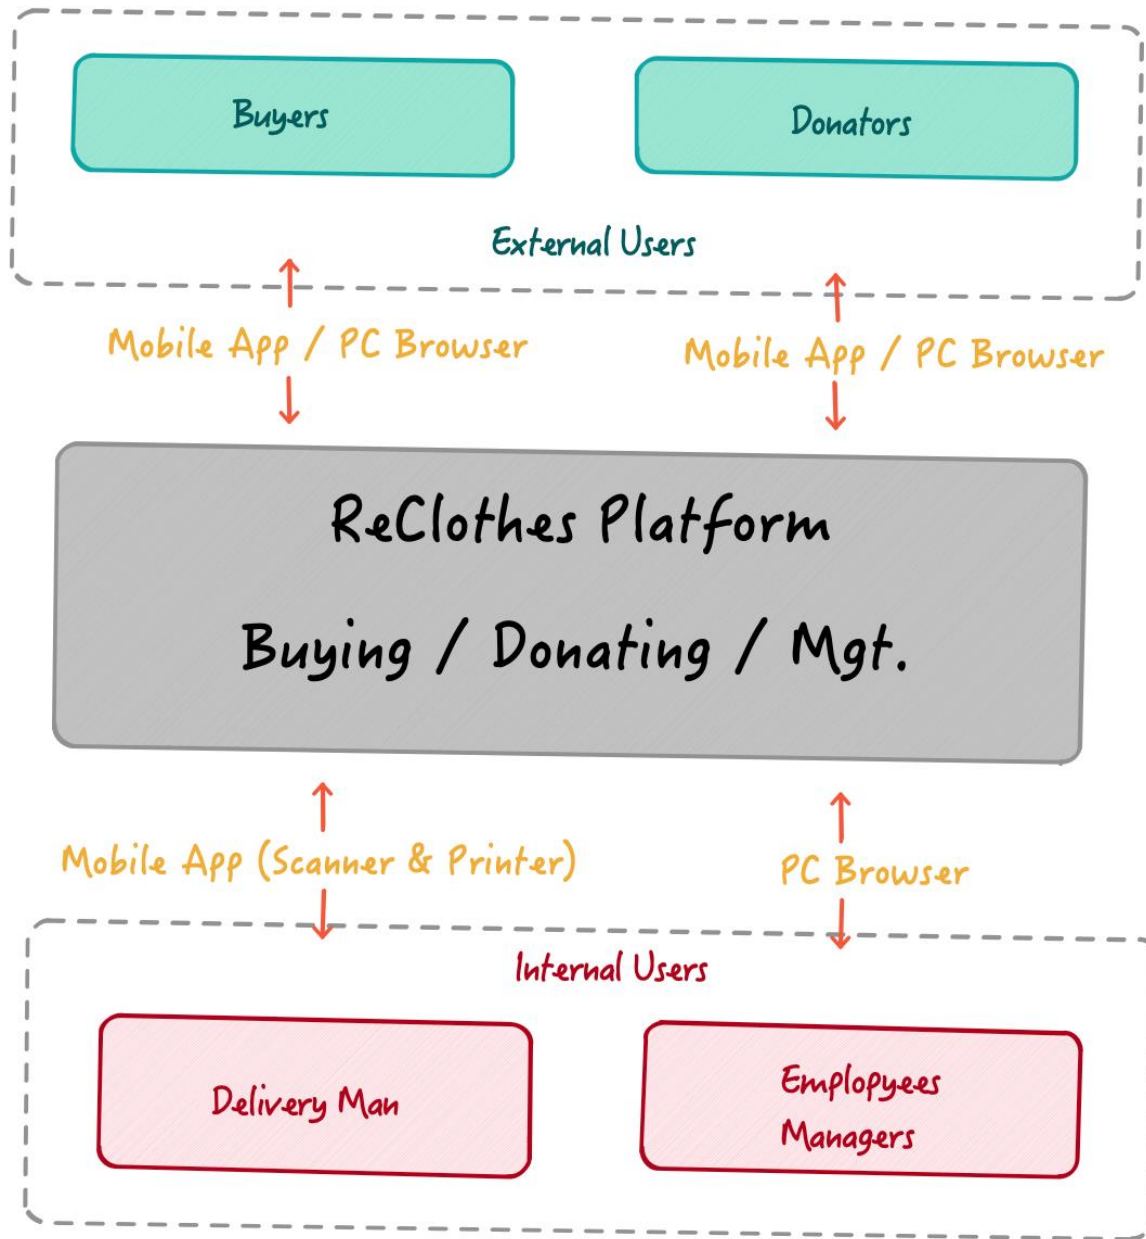 Buyers
Donators
External Users
Mobile App / PC Browser
Mobile App / PC Browser
ReClothes Platform
Buying / Donating / Mgt.
Mobile App (Scanner & Printer)
PC Browser
Internal Users
Delivery Man
Emplopyees
Managers